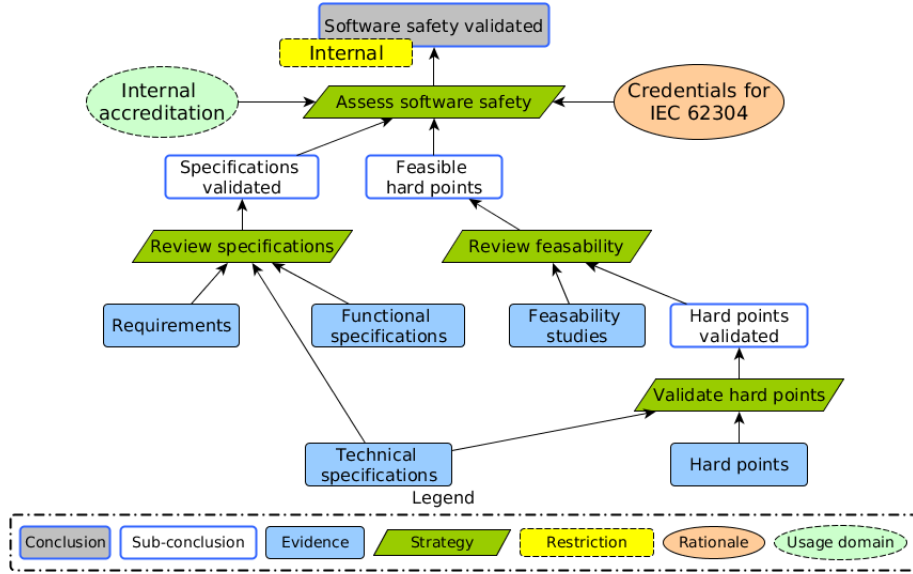 Software safety validated
Internal
Internal
accreditation
Assess software safety
Credentials for
IEC 62304
Specifications
validated
Feasible
hard points
Review specifications
Review feasability
Requirements
Functional
specifications
Feasability
studies
Hard points
validated
Validate hard points
Technical
specifications
Hard points
Legend
Conclusion
Sub-conclusion
Evidence
Strategy
Restriction
Rationale
Usage domain